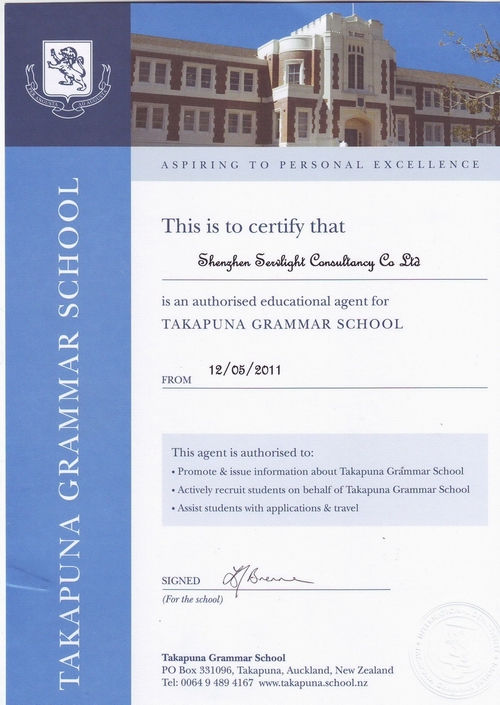 ASPIRING TO PERSONAL EXCELLENCE
TAKAPUNA GRAMMAR SCHOOL
This is to certify that
Shenzhen Servlight Consultancy Co Ltd
is an authorised educational agent for
TAKAPUNA GRAMMAR SCHOOL
FROM 12/05/2011
This agent is authorised to:
• Promote & issue information about Takapuna Grammar School
• Actively recruit students on behalf of Takapuna Grammar School
• Assist students with applications & travel
SIGNED
(For the school)
Takapuna Grammar School
PO Box 331096, Takapuna, Auckland, New Zealand
Tel: 0064 9 489 4167 www.takapuna.school.nz